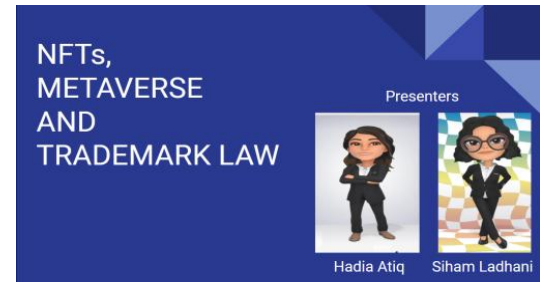 NFTs,
METAVERSE
AND
TRADEMARK LAW
Presenters
Hadia Atiq
Siham Ladhani